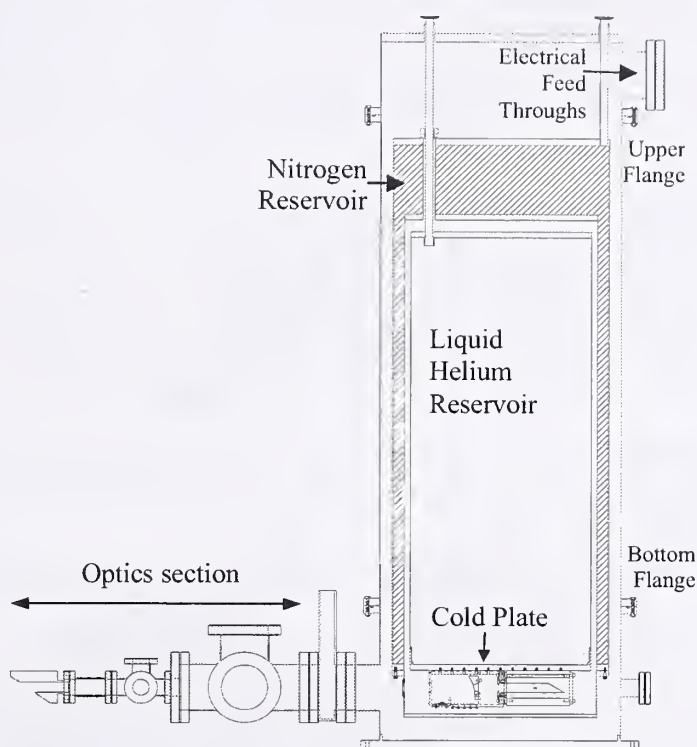 Electrical
Feed
Throughs
Upper
Flange
Nitrogen
Reservoir
Liquid
Helium
Reservoir
Bottom
Flange
Optics section
Cold Plate